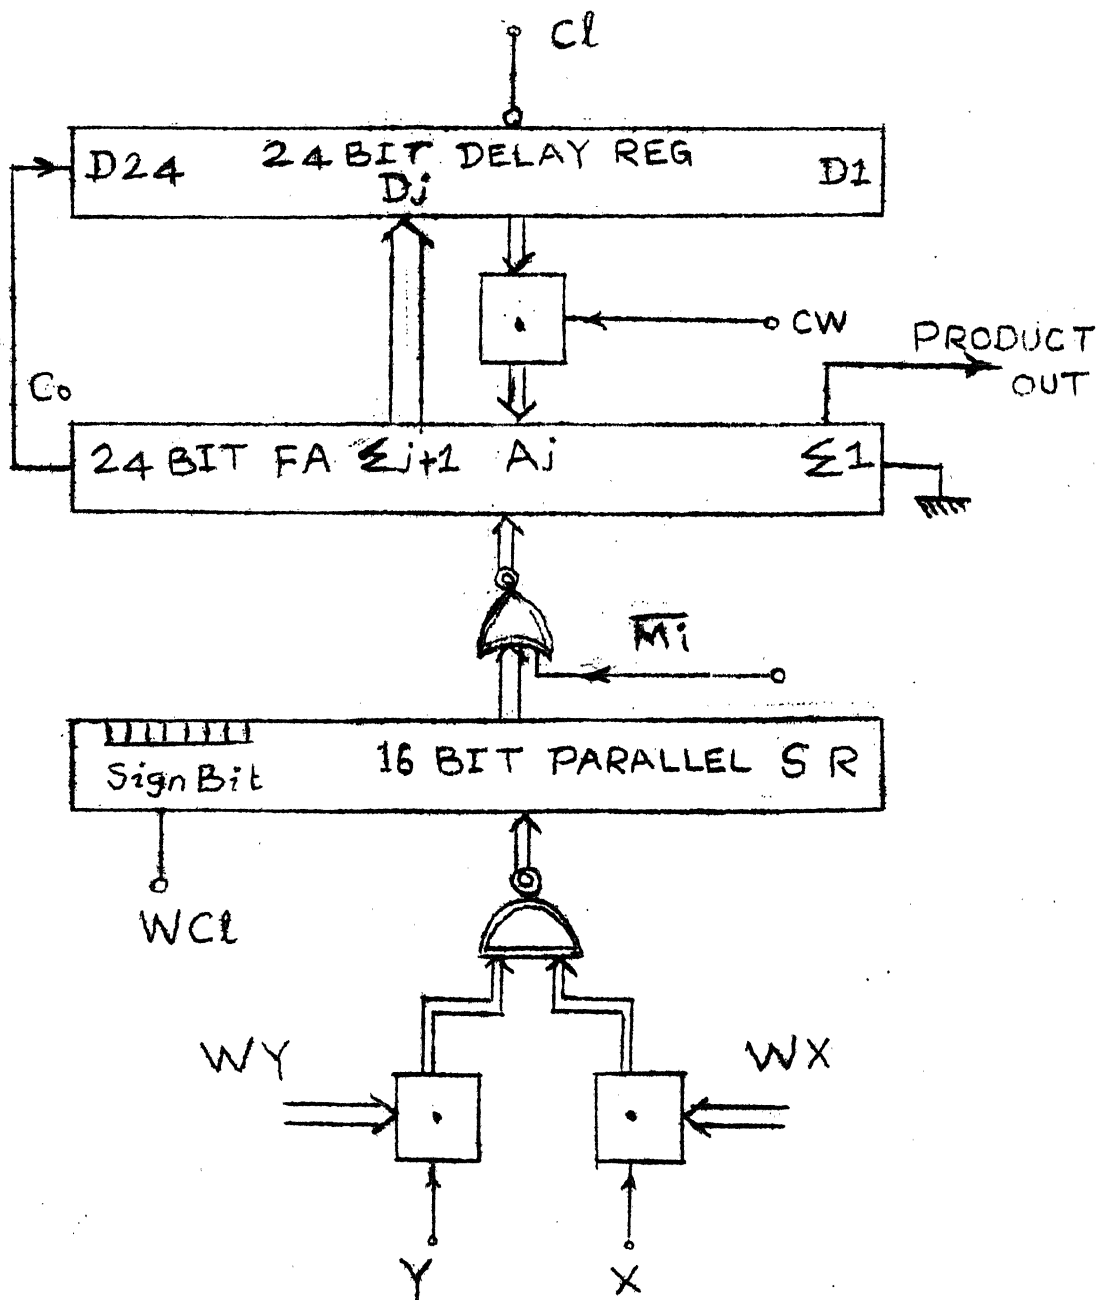 Cl
24 BIT DELAY REG
D24
Dj
D1
CW
PRODUCT
OUT
Co
24 BIT FA Σj+1 Aj Σ1
M̅i̅
16 BIT PARALLEL S R
Sign Bit
WCl
WY
WX
Y
X